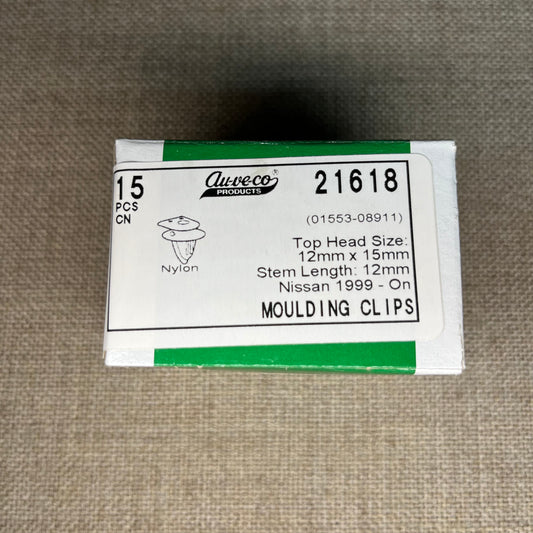 15
PCS
CN
Au-ve-co®
PRODUCTS
21618
(01553-08911)
Nylon
Top Head Size:
12mm x 15mm
Stem Length: 12mm
Nissan 1999 - On
MOULDING CLIPS